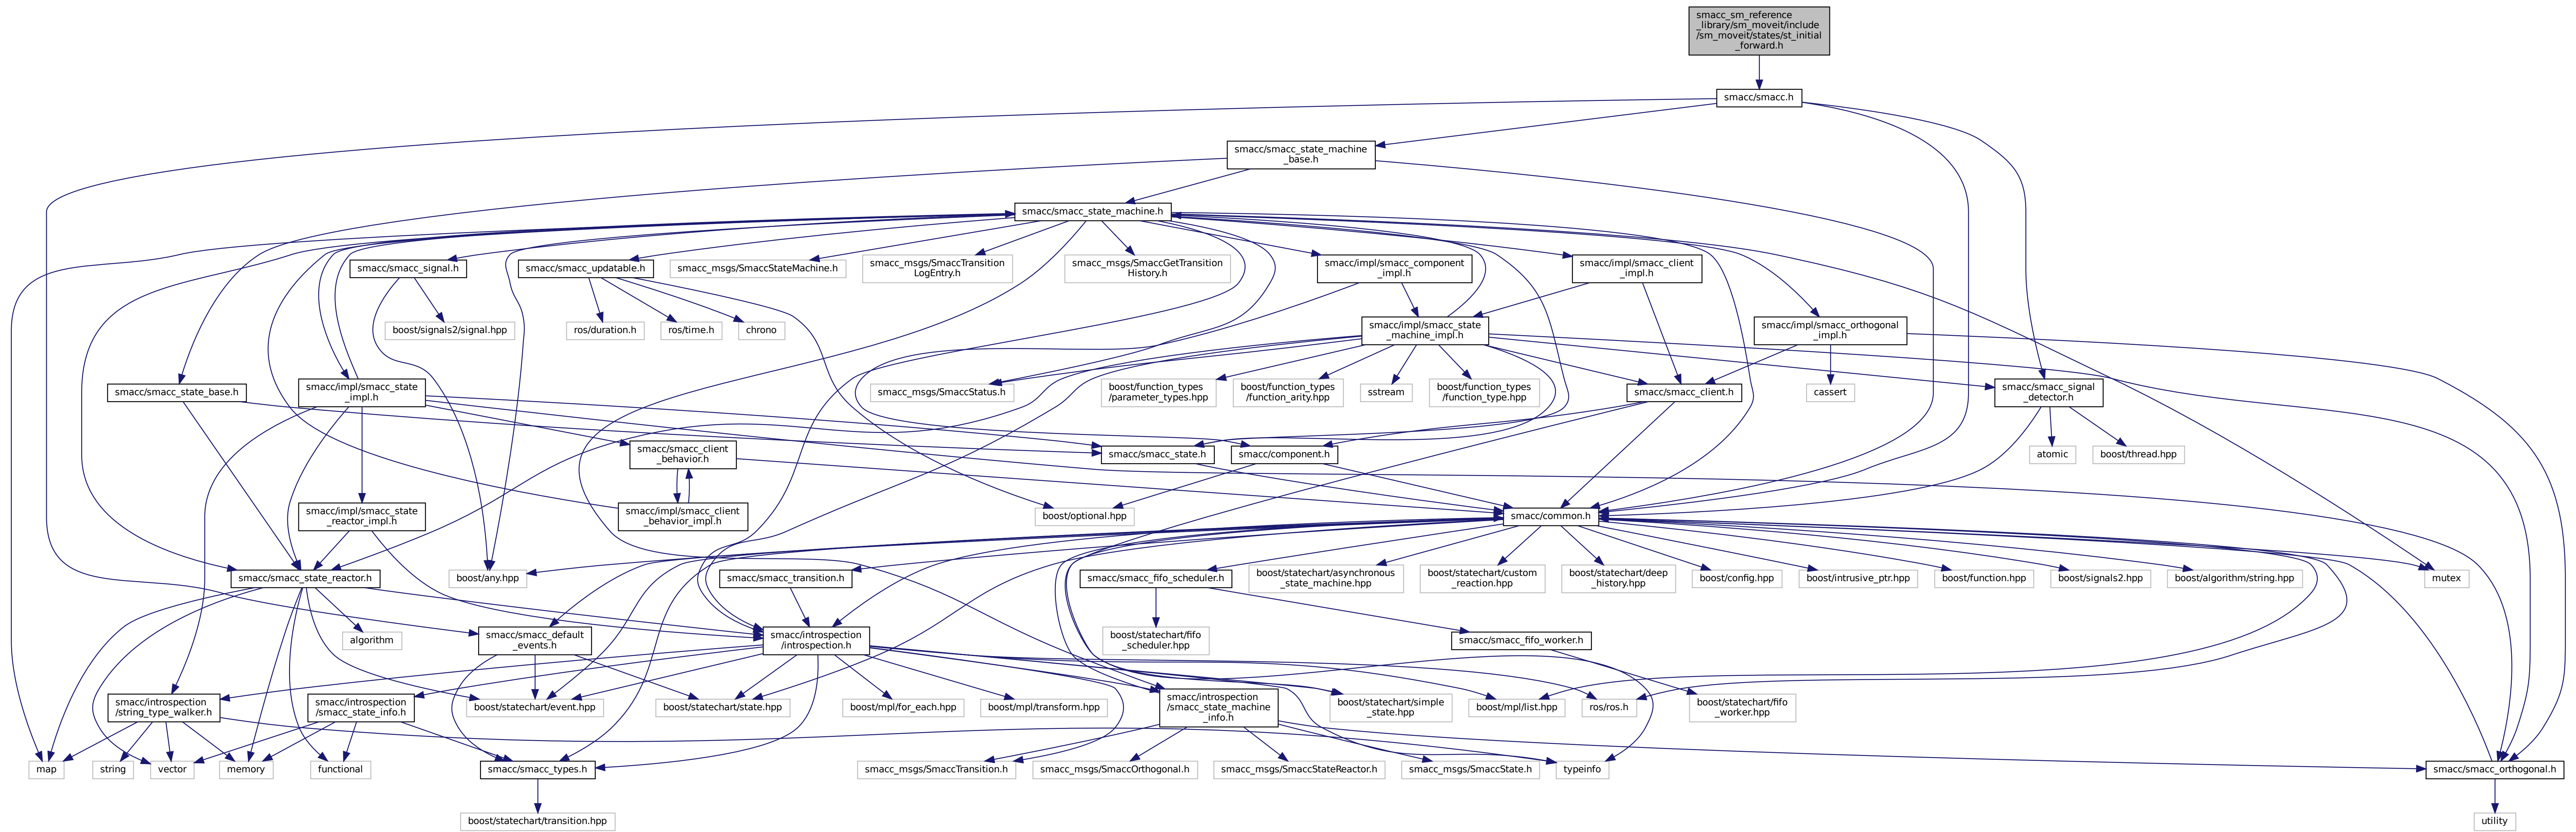 smacc_sm_reference
_library/sm_moveit/include
/sm_moveit/states/st_initial
_forward.h
smacc/smacc.h
smacc/smacc_state_machine
_base.h
smacc/smacc_state_machine.h
smacc/smacc_signal.h
smacc/smacc_updatable.h
smacc_msgs/SmaccStateMachine.h
smacc_msgs/SmaccTransition
LogEntry.h
smacc_msgs/SmaccGetTransition
History.h
smacc/impl/smacc_component
_impl.h
smacc/impl/smacc_client
_impl.h
boost/signals2/signal.hpp
ros/duration.h
ros/time.h
chrono
smacc/impl/smacc_state
_machine_impl.h
smacc/impl/smacc_orthogonal
_impl.h
smacc/smacc_state_base.h
smacc/impl/smacc_state
_impl.h
smacc_msgs/SmaccStatus.h
boost/function_types
/parameter_types.hpp
boost/function_types
/function_arity.hpp
sstream
boost/function_types
/function_type.hpp
smacc/smacc_client.h
cassert
smacc/smacc_signal
_detector.h
smacc/smacc_client
_behavior.h
smacc/smacc_state.h
smacc/component.h
atomic
boost/thread.hpp
smacc/impl/smacc_state
_reactor_impl.h
smacc/impl/smacc_client
_behavior_impl.h
boost/optional.hpp
smacc/common.h
smacc/smacc_state_reactor.h
boost/any.hpp
smacc/smacc_transition.h
smacc/smacc_fifo_scheduler.h
boost/statechart/asynchronous
_state_machine.hpp
boost/statechart/custom
_reaction.hpp
boost/statechart/deep
_history.hpp
boost/config.hpp
boost/intrusive_ptr.hpp
boost/function.hpp
boost/signals2.hpp
boost/algorithm/string.hpp
mutex
algorithm
smacc/smacc_default
_events.h
smacc/introspection
/introspection.h
boost/statechart/fifo
_scheduler.hpp
smacc/smacc_fifo_worker.h
smacc/introspection
/string_type_walker.h
smacc/introspection
/smacc_state_info.h
boost/statechart/event.hpp
boost/statechart/state.hpp
boost/mpl/for_each.hpp
boost/mpl/transform.hpp
smacc/introspection
/smacc_state_machine
_info.h
boost/statechart/simple
_state.hpp
boost/mpl/list.hpp
ros/ros.h
boost/statechart/fifo
_worker.hpp
map
string
vector
memory
functional
smacc/smacc_types.h
smacc_msgs/SmaccTransition.h
smacc_msgs/SmaccOrthogonal.h
smacc_msgs/SmaccStateReactor.h
smacc_msgs/SmaccState.h
typeinfo
smacc/smacc_orthogonal.h
boost/statechart/transition.hpp
utility